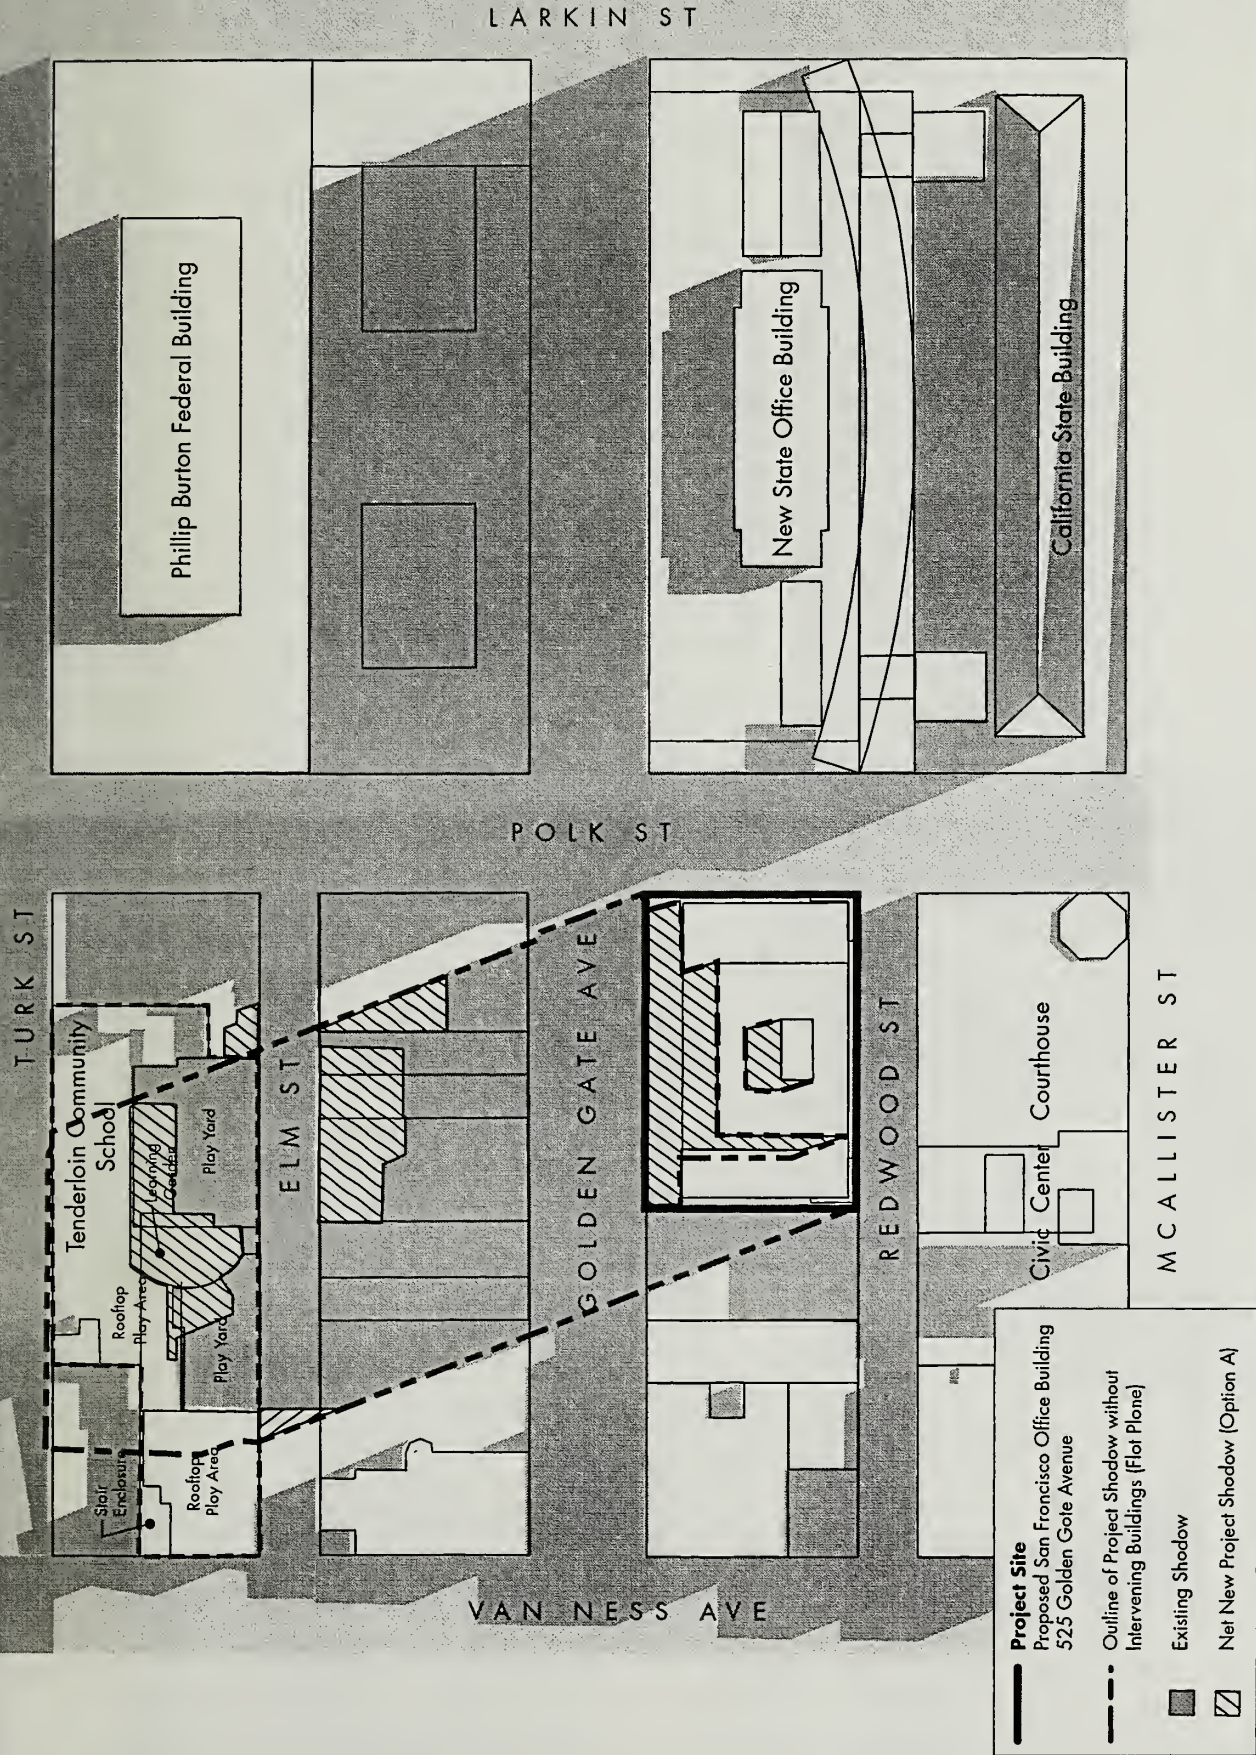 LARKIN ST
Phillip Burton Federal Building
New State Office Building
California State Building
POLK ST
TURK ST
Tenderloin Community
School
Learning
Garden
Play Yard
Rooftop
Play Area
Play Yard
Stair
Enclosure
Rooftop
Play Area
ELM ST
GOLDEN GATE AVE
REDWOOD ST
Civic Center Courthouse
MCALLISTER ST
VAN NESS AVE
Project Site
Proposed San Francisco Office Building
525 Golden Gate Avenue
Outline of Project Shadow without
Intervening Buildings (Flat Plane)
Existing Shadow
Net New Project Shadow (Option A)